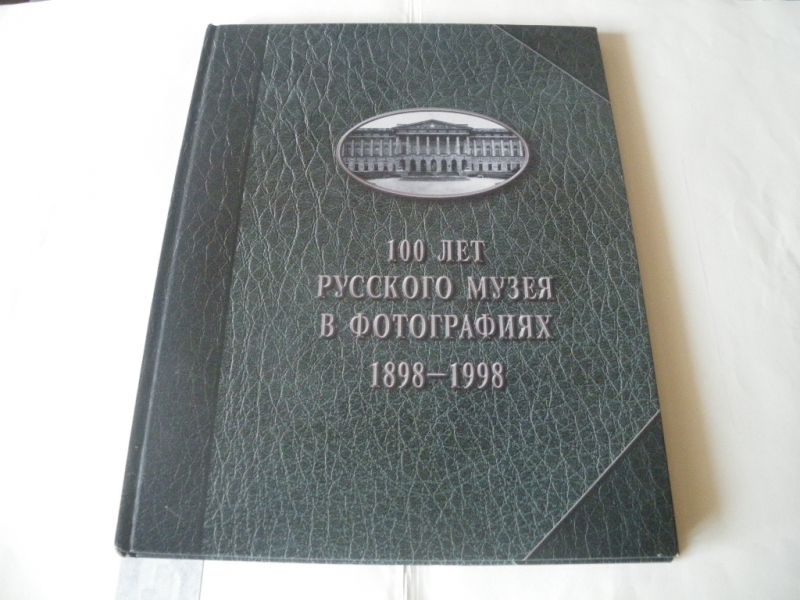 100 ЛЕТ
РУССКОГО МУЗЕЯ
В ФОТОГРАФИЯХ
1898–1998